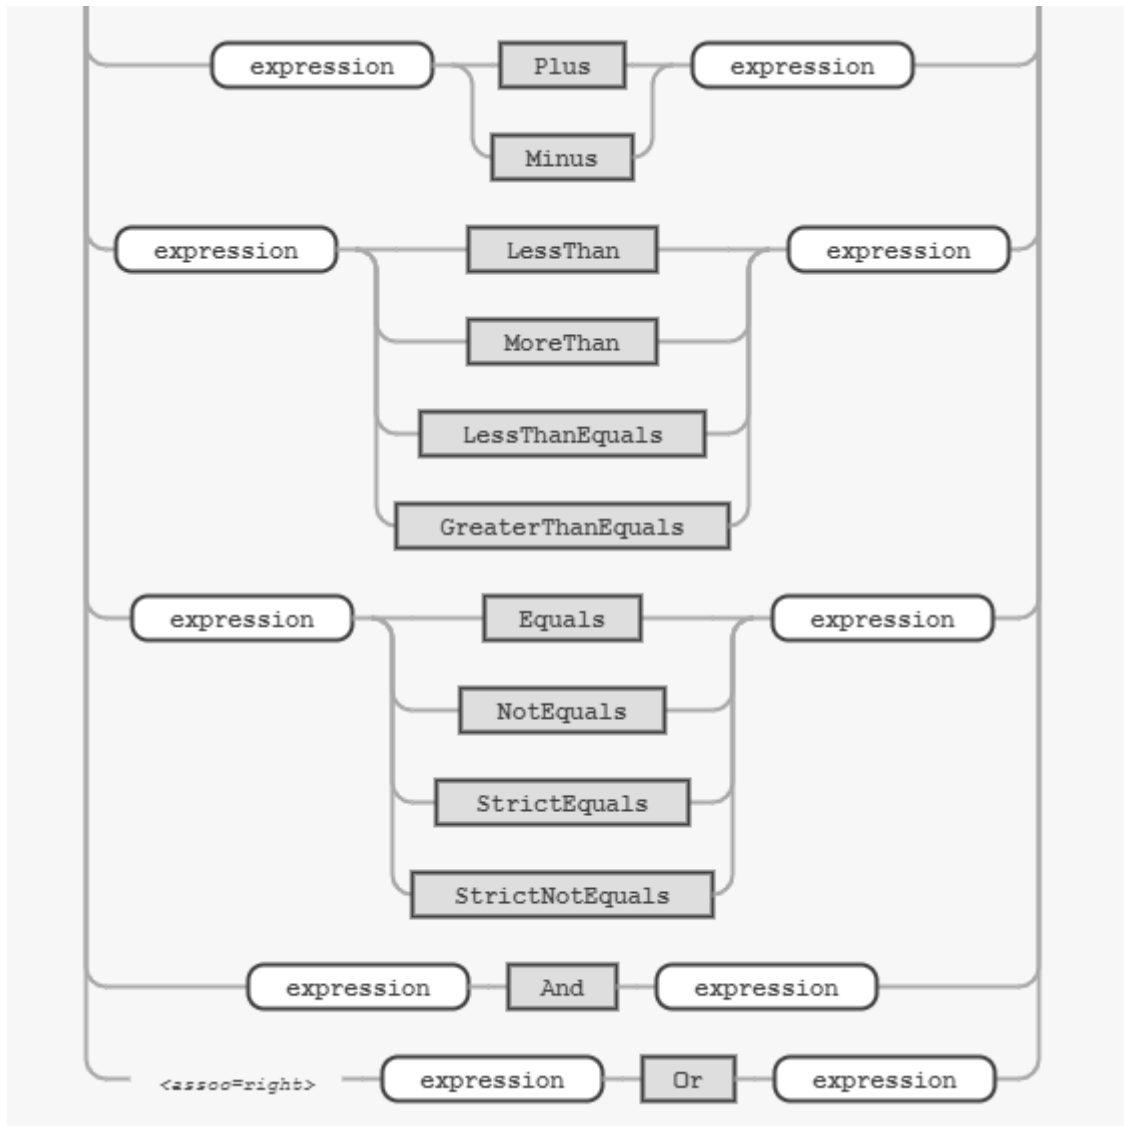 expression Plus expression
Minus
expression LessThan expression
MoreThan
LessThanEquals
GreaterThanEquals
expression Equals expression
NotEquals
StrictEquals
StrictNotEquals
expression And expression
<assoc=right> expression Or expression